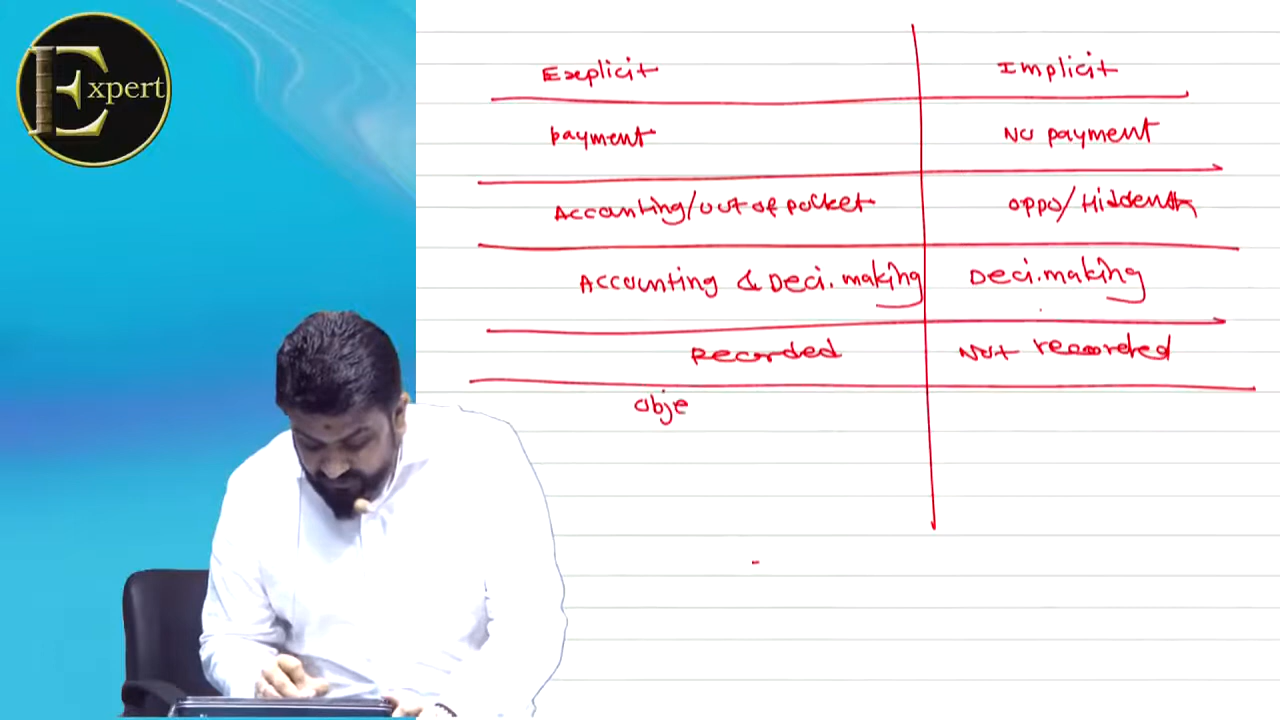 Expert
Explicit Implicit
payment No payment
Accounting/out of pocket oppo/Hidden
Accounting & Deci. making Deci. making
Recorded Not recorded
Obje